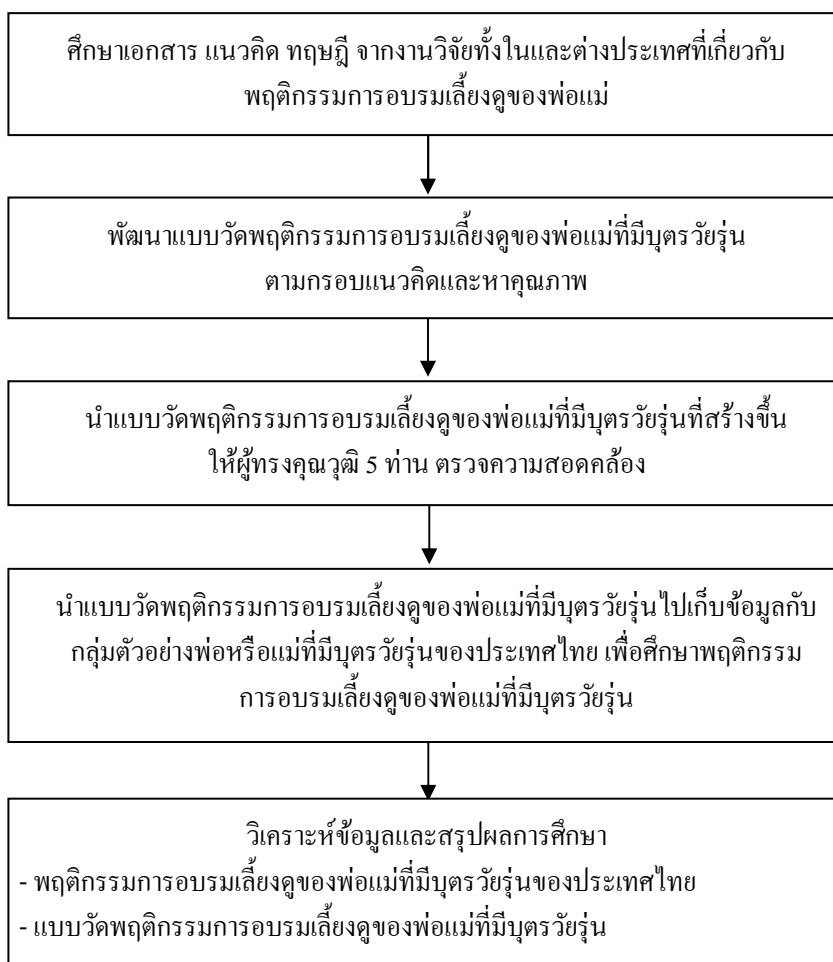 ศึกษาเอกสาร แนวคิด ทฤษฎี จากงานวิจัยทั้งในและต่างประเทศที่เกี่ยวกับ
พฤติกรรมการอบรมเลี้ยงดูของพ่อแม่
พัฒนาแบบวัดพฤติกรรมการอบรมเลี้ยงดูของพ่อแม่ที่มีบุตรวัยรุ่น
ตามกรอบแนวคิดและหาคุณภาพ
นำแบบวัดพฤติกรรมการอบรมเลี้ยงดูของพ่อแม่ที่มีบุตรวัยรุ่นที่สร้างขึ้น
ให้ผู้ทรงคุณวุฒิ 5 ท่าน ตรวจความสอดคล้อง
นำแบบวัดพฤติกรรมการอบรมเลี้ยงดูของพ่อแม่ที่มีบุตรวัยรุ่นไปเก็บข้อมูลกับ
กลุ่มตัวอย่างพ่อหรือแม่ที่มีบุตรวัยรุ่นของประเทศไทย เพื่อศึกษาพฤติกรรม
การอบรมเลี้ยงดูของพ่อแม่ที่มีบุตรวัยรุ่น
วิเคราะห์ข้อมูลและสรุปผลการศึกษา
- พฤติกรรมการอบรมเลี้ยงดูของพ่อแม่ที่มีบุตรวัยรุ่นของประเทศไทย
- แบบวัดพฤติกรรมการอบรมเลี้ยงดูของพ่อแม่ที่มีบุตรวัยรุ่น